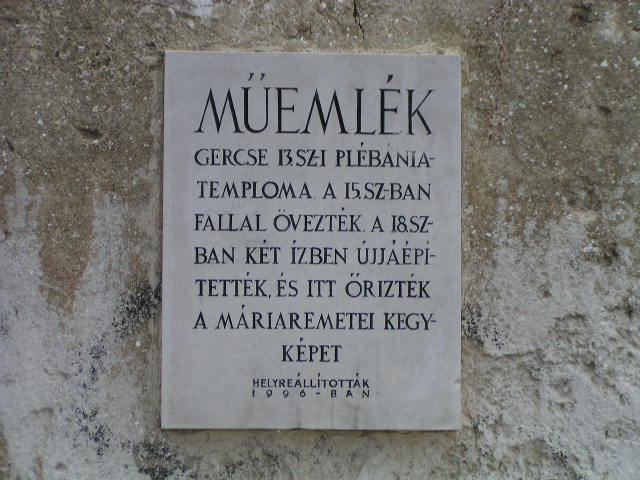 MŰEMLÉK
GERCSE 13.SZ-I PLÉBÁNIA-
TEMPLOMA. A 15.SZ-BAN
FALLAL ÖVEZTÉK. A 18.SZ-
BAN KÉT ÍZBEN ÚJJÁÉPÍ-
TETTÉK, ÉS ITT ŐRIZTÉK
A MÁRIAREMETEI KEGY-
KÉPET
HELYREÁLLÍTOTTÁK
1996-BAN